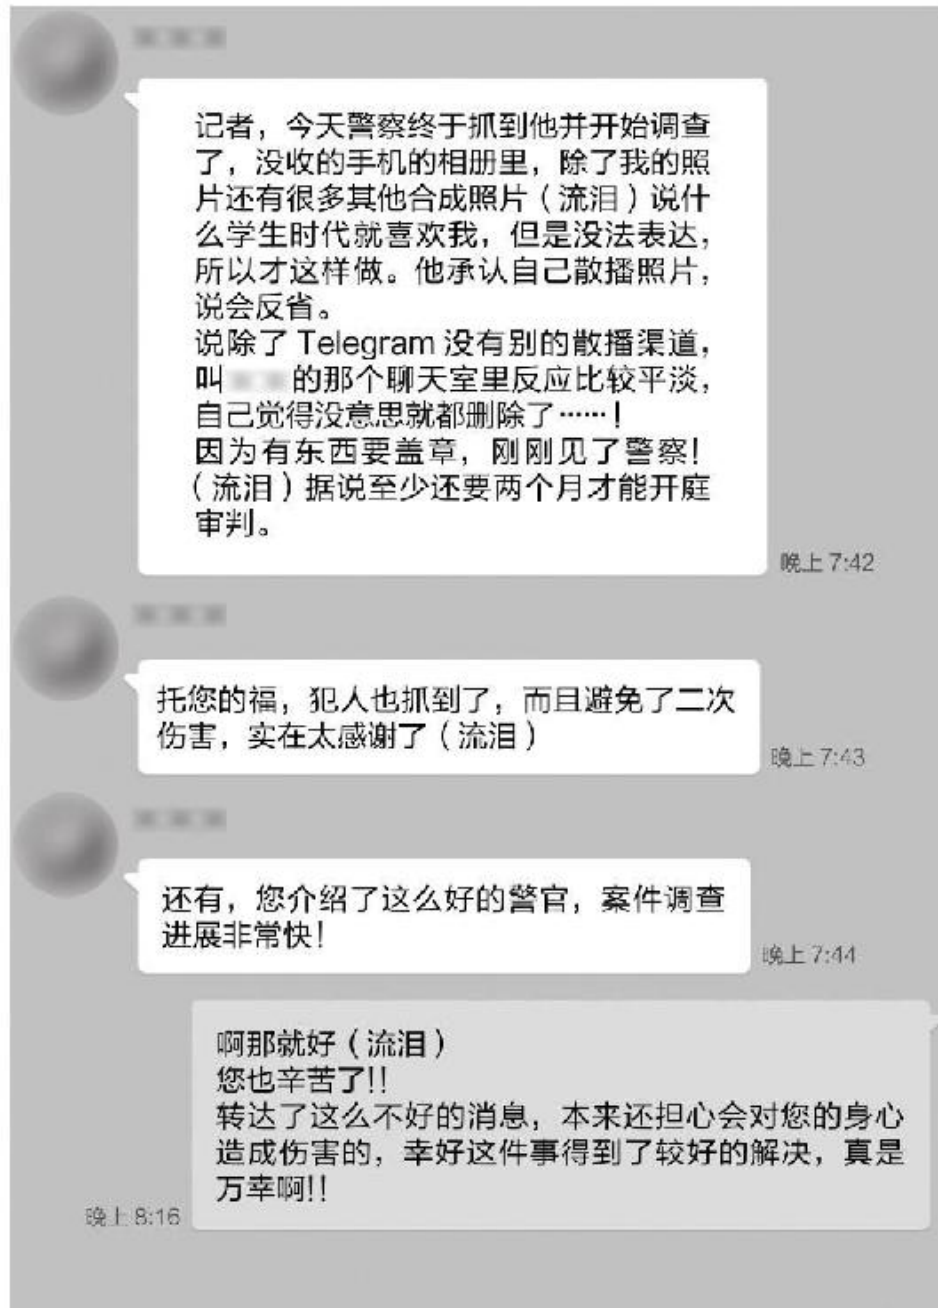 记者，今天警察终于抓到他并开始调查
了，没收的手机的相册里，除了我的照
片还有很多其他合成照片（流泪）说什
么学生时代就喜欢我，但是没法表达，
所以才这样做。他承认自己散播照片，
说会反省。
说除了 Telegram 没有别的散播渠道，
叫 的那个聊天室里反应比较平淡，
自己觉得没意思就都删除了……！
因为有东西要盖章，刚刚见了警察！
（流泪）据说至少还要两个月才能开庭
审判。
晚上 7:42
托您的福，犯人也抓到了，而且避免了二次
伤害，实在太感谢了（流泪）
晚上 7:43
还有，您介绍了这么好的警官，案件调查
进展非常快！
晚上 7:44
啊那就好（流泪）
您也辛苦了!!
转达了这么不好的消息，本来还担心会对您的身心
造成伤害的，幸好这件事得到了较好的解决，真是
万幸啊!!
晚上 8:16